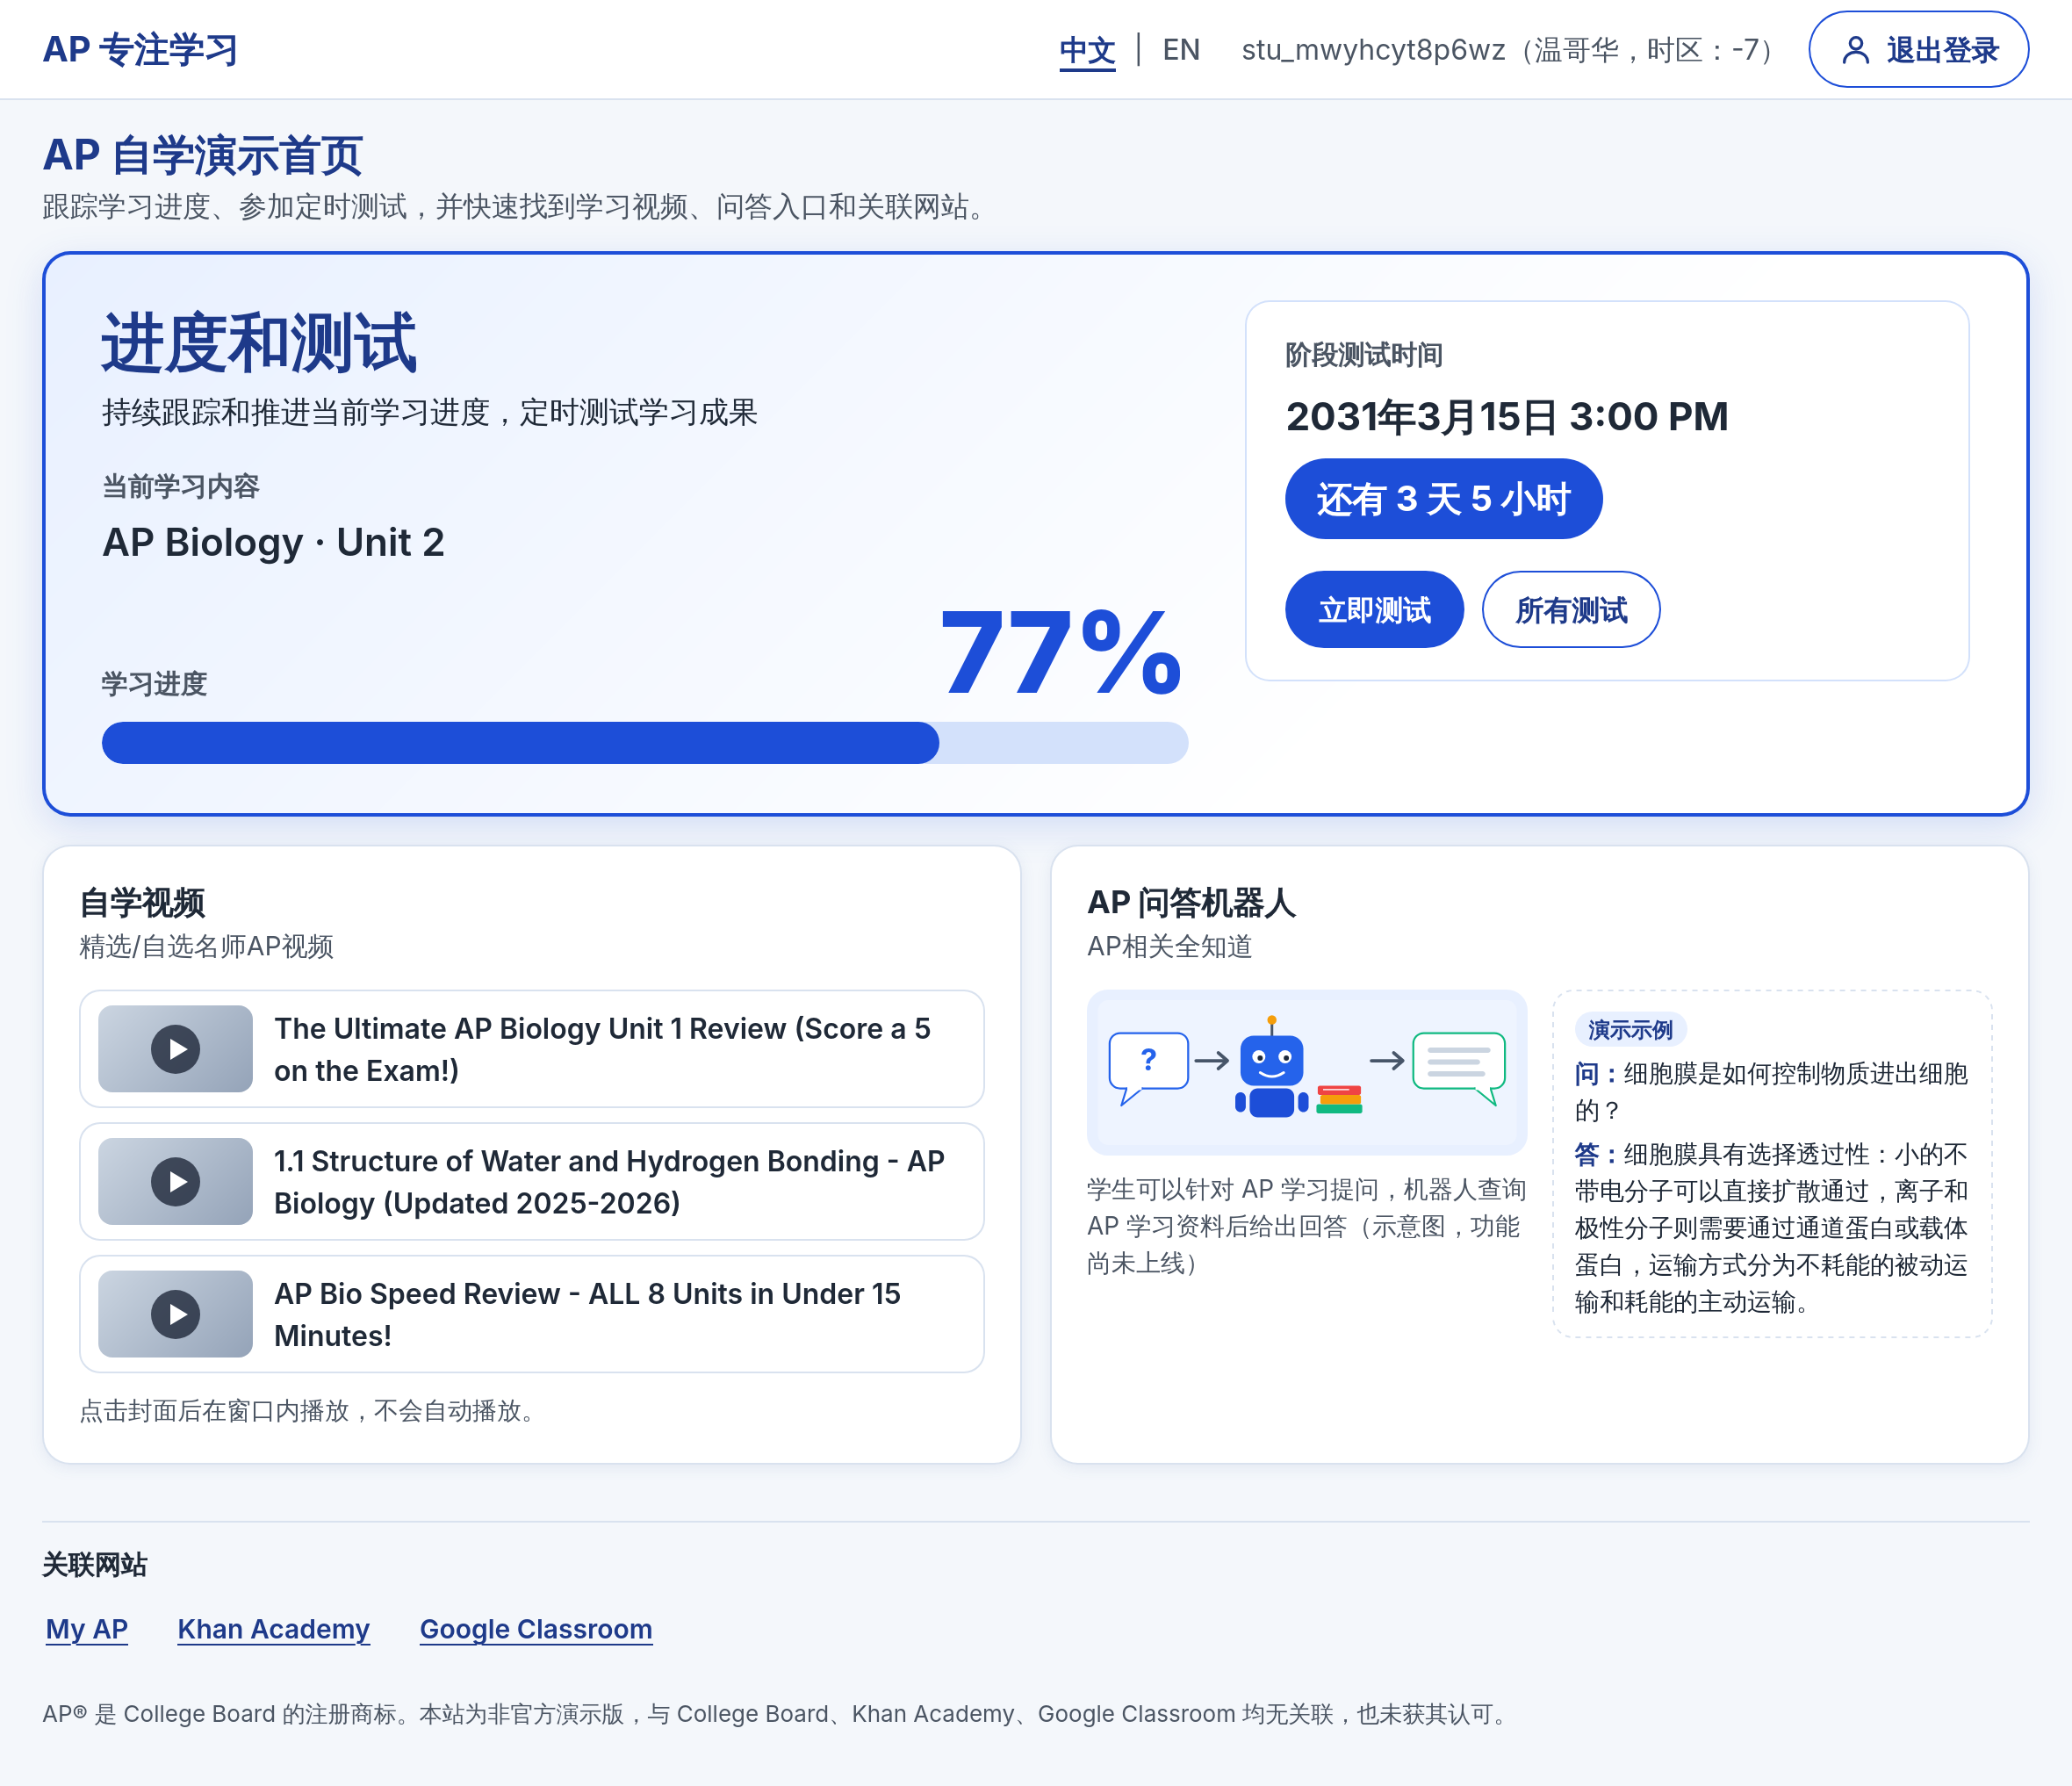 AP 专注学习
中文 | EN stu_mwyhcyt8p6wz（温哥华，时区：-7） 退出登录
AP 自学演示首页
跟踪学习进度、参加定时测试，并快速找到学习视频、问答入口和关联网站。
进度和测试
持续跟踪和推进当前学习进度，定时测试学习成果
当前学习内容
AP Biology · Unit 2
学习进度 77%
阶段测试时间
2031年3月15日 3:00 PM
还有 3 天 5 小时
立即测试 所有测试
自学视频
精选/自选名师AP视频
The Ultimate AP Biology Unit 1 Review (Score a 5
on the Exam!)
1.1 Structure of Water and Hydrogen Bonding - AP
Biology (Updated 2025-2026)
AP Bio Speed Review - ALL 8 Units in Under 15
Minutes!
点击封面后在窗口内播放，不会自动播放。
AP 问答机器人
AP相关全知道
?
学生可以针对 AP 学习提问，机器人查询
AP 学习资料后给出回答（示意图，功能
尚未上线）
演示示例
问：细胞膜是如何控制物质进出细胞
的？
答：细胞膜具有选择透过性：小的不
带电分子可以直接扩散通过，离子和
极性分子则需要通过通道蛋白或载体
蛋白，运输方式分为不耗能的被动运
输和耗能的主动运输。
关联网站
My AP Khan Academy Google Classroom
AP® 是 College Board 的注册商标。本站为非官方演示版，与 College Board、Khan Academy、Google Classroom 均无关联，也未获其认可。